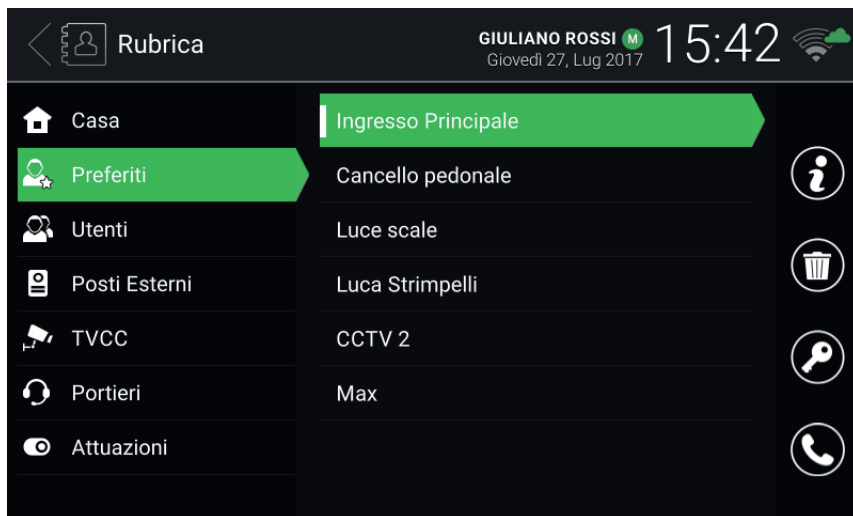 Rubrica
GIULIANO ROSSI M
Giovedì 27, Lug 2017
15:42
Casa
Preferiti
Utenti
Posti Esterni
TVCC
Portieri
Attuazioni
Ingresso Principale
Cancello pedonale
Luce scale
Luca Strimpelli
CCTV 2
Max
i